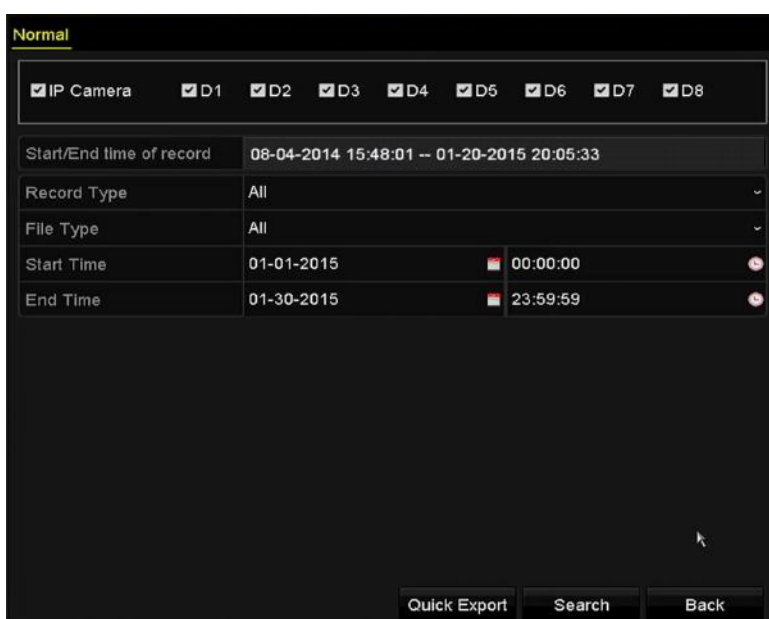 Normal
IP Camera D1 D2 D3 D4 D5 D6 D7 D8
Start/End time of record 08-04-2014 15:48:01 -- 01-20-2015 20:05:33
Record Type All
File Type All
Start Time 01-01-2015 00:00:00
End Time 01-30-2015 23:59:59
Quick Export Search Back